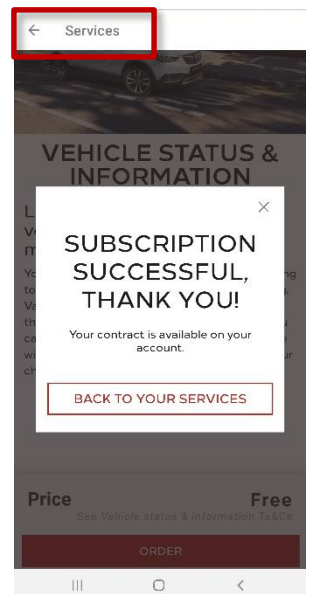 Services
VEHICLE STATUS &
INFORMATION
SUBSCRIPTION
SUCCESSFUL,
THANK YOU!
Your contract is available on your
account.
BACK TO YOUR SERVICES
Price
Free
See Vehicle status & information Ts&Cs
ORDER